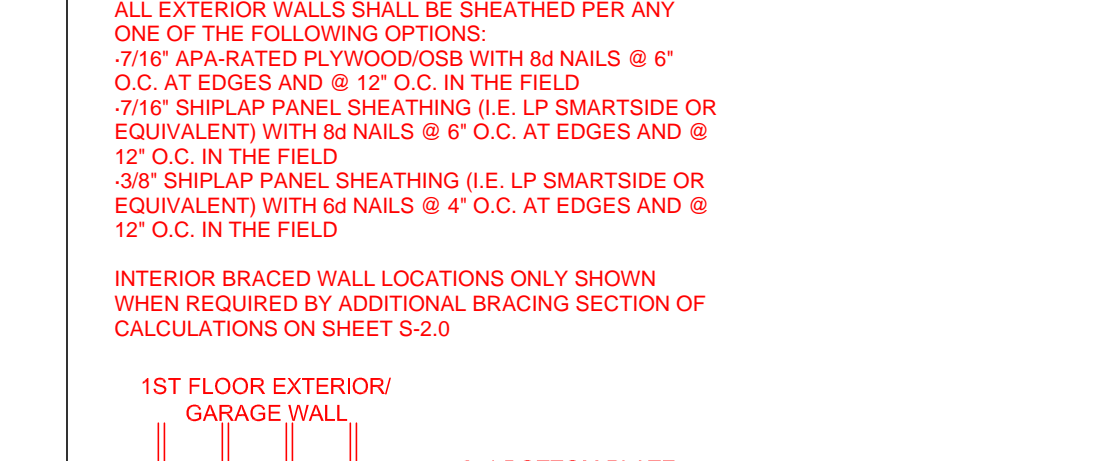 ALL EXTERIOR WALLS SHALL BE SHEATHED PER ANY
ONE OF THE FOLLOWING OPTIONS:
·7/16" APA-RATED PLYWOOD/OSB WITH 8d NAILS @ 6"
O.C. AT EDGES AND @ 12" O.C. IN THE FIELD
·7/16" SHIPLAP PANEL SHEATHING (I.E. LP SMARTSIDE OR
EQUIVALENT) WITH 8d NAILS @ 6" O.C. AT EDGES AND @
12" O.C. IN THE FIELD
·3/8" SHIPLAP PANEL SHEATHING (I.E. LP SMARTSIDE OR
EQUIVALENT) WITH 6d NAILS @ 4" O.C. AT EDGES AND @
12" O.C. IN THE FIELD
INTERIOR BRACED WALL LOCATIONS ONLY SHOWN
WHEN REQUIRED BY ADDITIONAL BRACING SECTION OF
CALCULATIONS ON SHEET S-2.0
1ST FLOOR EXTERIOR/
GARAGE WALL